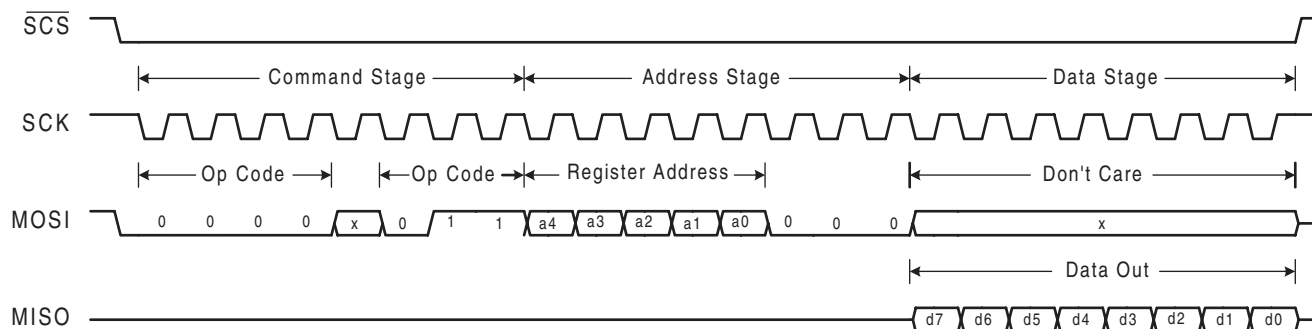 SCS
Command Stage Address Stage Data Stage
SCK
Op Code Op Code Register Address Don't Care
MOSI 0 0 0 0 x 0 1 1 a4 a3 a2 a1 a0 0 0 0 x
Data Out
MISO d7 d6 d5 d4 d3 d2 d1 d0